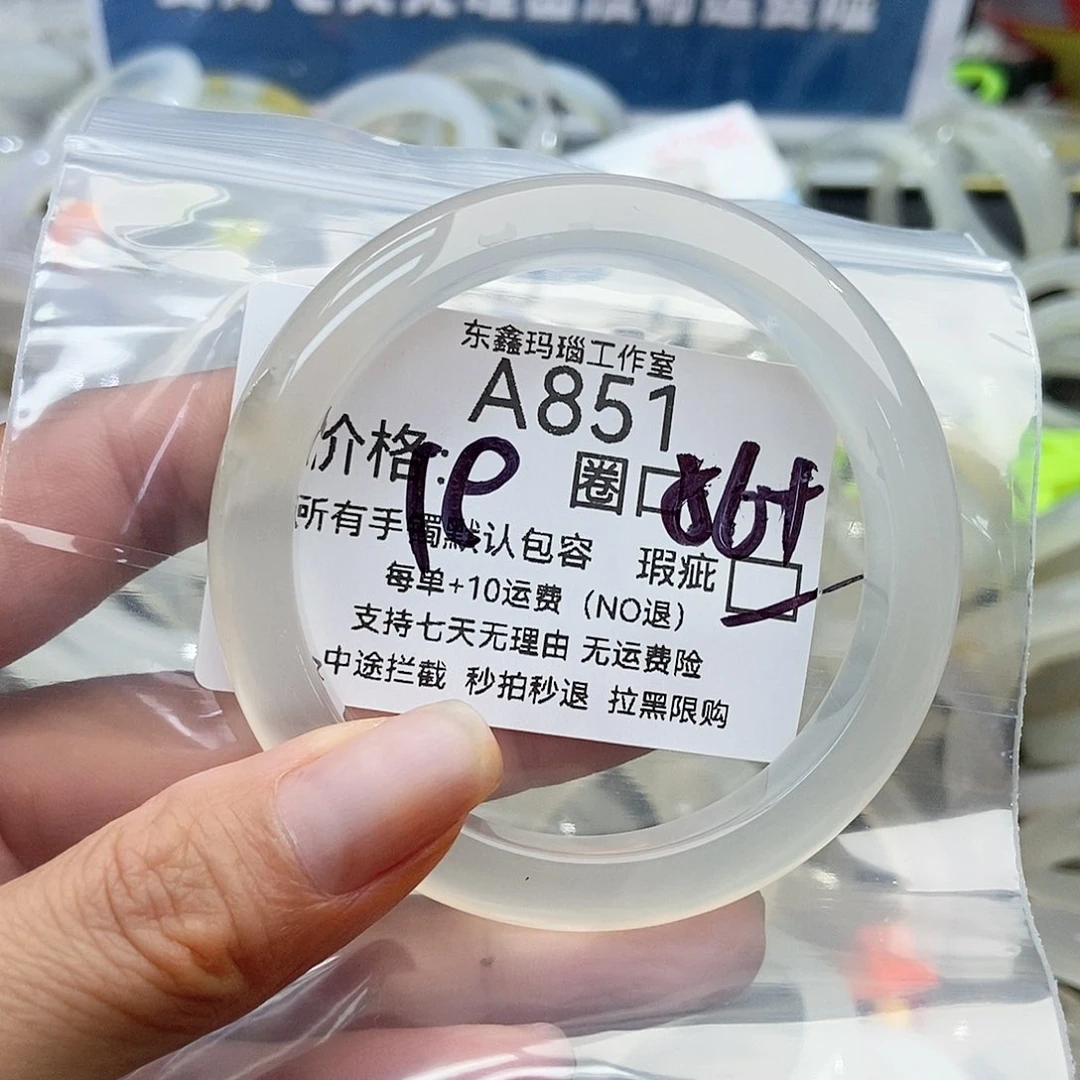 东鑫玛瑙工作室
A851
价格: 圈口
所有手镯默认包容 瑕疵
每单+10运费（NO退）
支持七天无理由 无运费险
中途拦截 秒拍秒退 拉黑限购